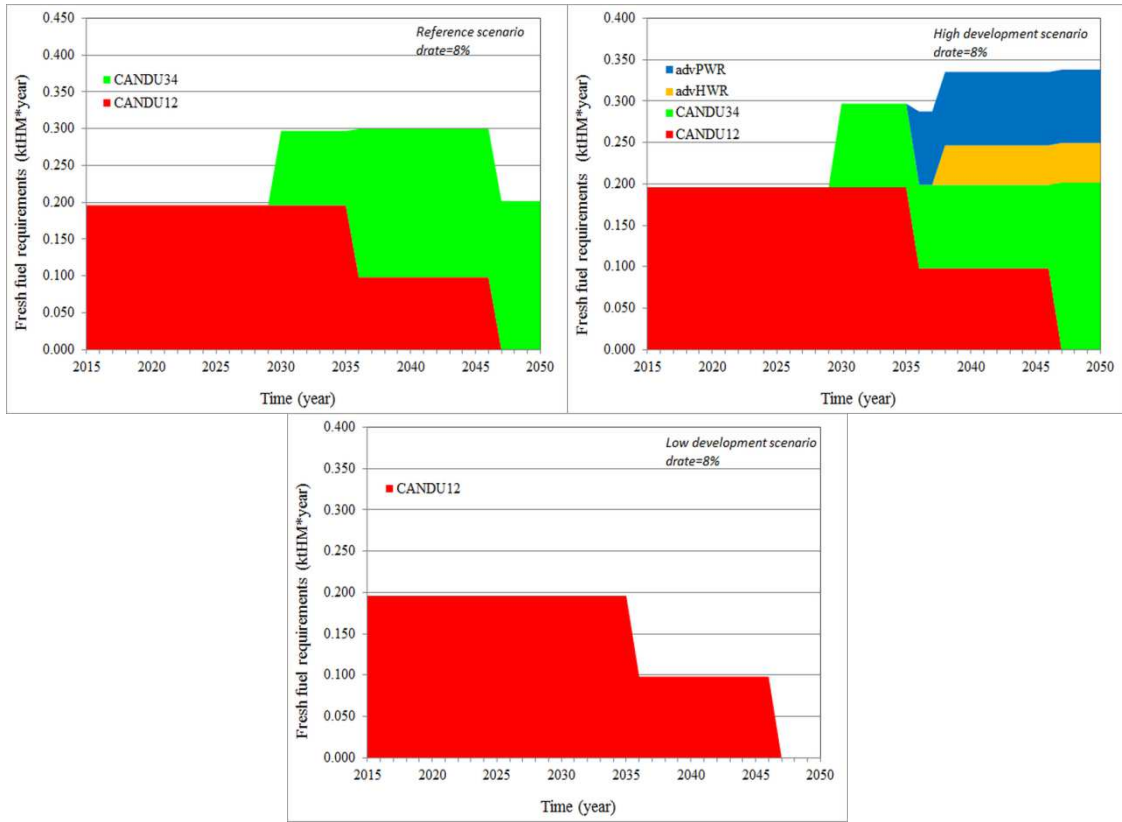 Reference scenario
drate=8%
CANDU34
CANDU12
Fresh fuel requirements (ktHM*year)
0.450
0.400
0.350
0.300
0.250
0.200
0.150
0.100
0.050
0.000
2015 2020 2025 2030 2035 2040 2045 2050
Time (year)
High development scenario
drate=8%
advPWR
advHWR
CANDU34
CANDU12
Fresh fuel requirements (ktHM*year)
0.400
0.350
0.300
0.250
0.200
0.150
0.100
0.050
0.000
2015 2020 2025 2030 2035 2040 2045 2050
Time (year)
Low development scenario
drate=8%
CANDU12
Fresh fuel requirements (ktHM*year)
0.400
0.350
0.300
0.250
0.200
0.150
0.100
0.050
0.000
2015 2020 2025 2030 2035 2040 2045 2050
Time (year)